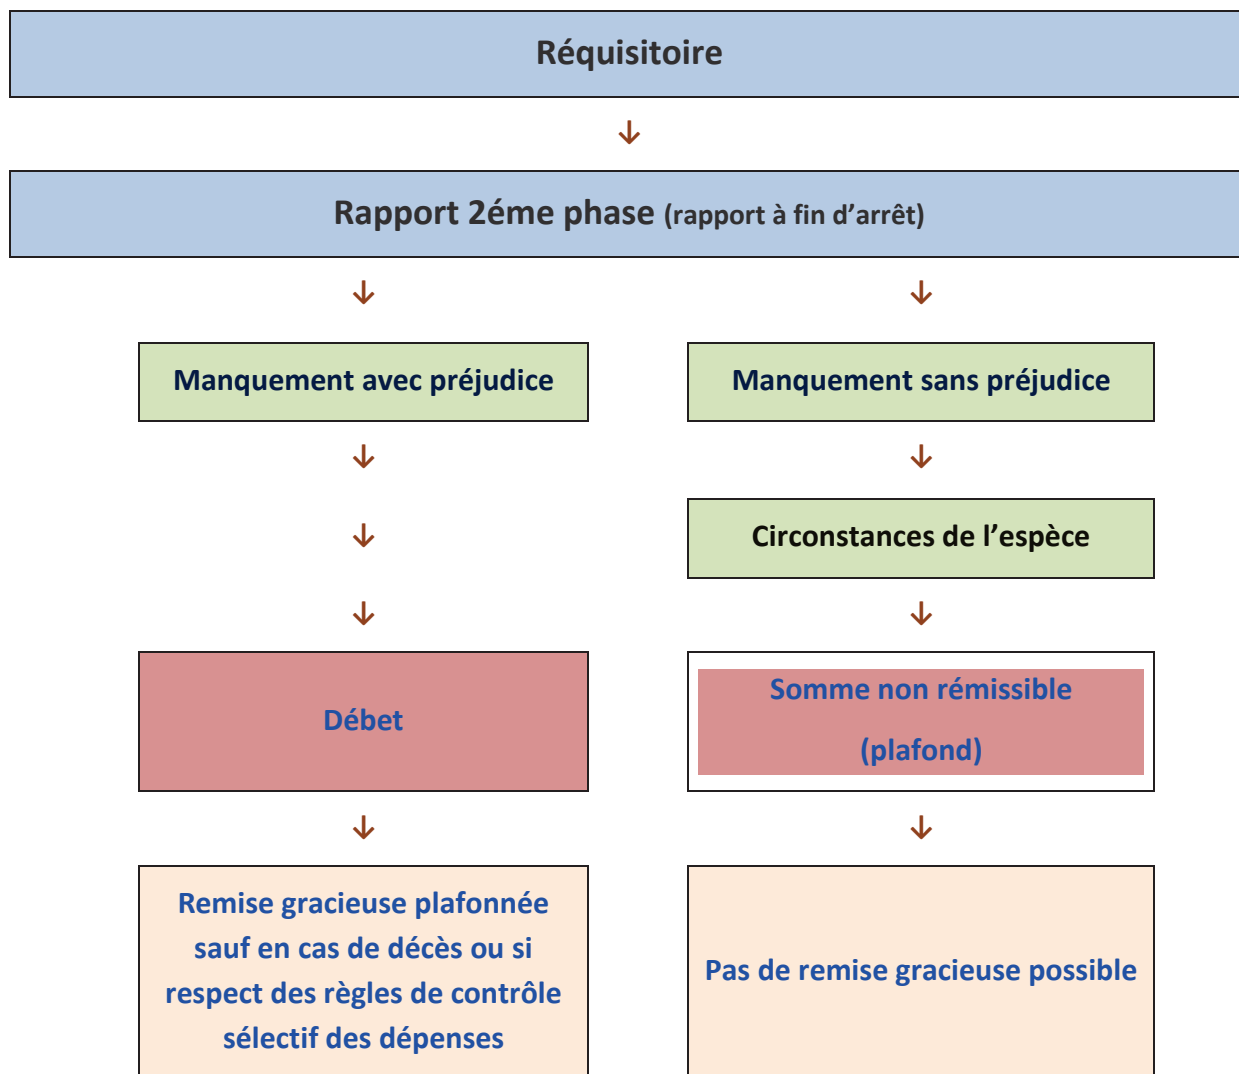 Réquisitoire
Rapport 2éme phase (rapport à fin d’arrêt)
Manquement avec préjudice
Manquement sans préjudice
Circonstances de l’espèce
Débet
Somme non rémissible
(plafond)
Remise gracieuse plafonnée
sauf en cas de décès ou si
respect des règles de contrôle
sélectif des dépenses
Pas de remise gracieuse possible